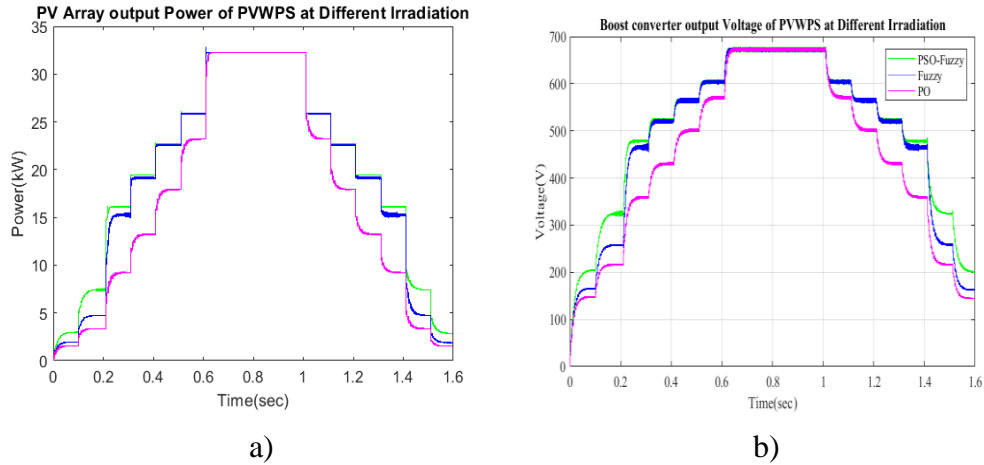 PV Array output Power of PVWPS at Different Irradiation
35
30
25
20
15
10
5
0
Power(kW)
0 0.2 0.4 0.6 0.8 1 1.2 1.4 1.6
Time(sec)
a)
Boost converter output Voltage of PVWPS at Different Irradiation
700
600
500
400
300
200
100
0
Voltage(V)
PSO-Fuzzy
Fuzzy
PO
0 0.2 0.4 0.6 0.8 1 1.2 1.4 1.6
Time(sec)
b)